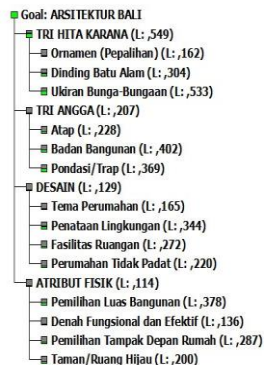 Goal: ARSITEKTUR BALI
TRI HITA KARANA (L: ,549)
Ornamen (Pepalihan) (L: ,162)
Dinding Batu Alam (L: ,304)
Ukiran Bunga-Bungaan (L: ,533)
TRI ANGGA (L: ,207)
Atap (L: ,228)
Badan Bangunan (L: ,402)
Pondasi/Trap (L: ,369)
DESAIN (L: ,129)
Tema Perumahan (L: ,165)
Penataan Lingkungan (L: ,344)
Fasilitas Ruangan (L: ,272)
Perumahan Tidak Padat (L: ,220)
ATRIBUT FISIK (L: ,114)
Pemilihan Luas Bangunan (L: ,378)
Denah Fungsional dan Efektif (L: ,136)
Pemilihan Tampak Depan Rumah (L: ,287)
Taman/Ruang Hijau (L: ,200)